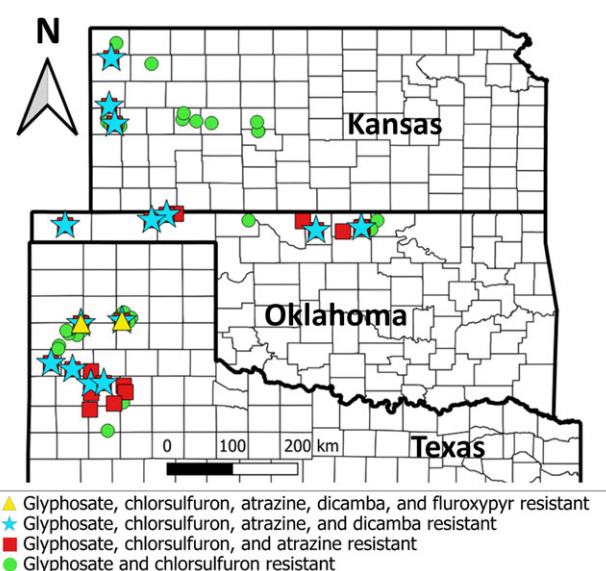 N
Kansas
Oklahoma
0 100 200 km
Texas
Glyphosate, chlorsulfuron, atrazine, dicamba, and fluroxypyr resistant
Glyphosate, chlorsulfuron, atrazine, and dicamba resistant
Glyphosate, chlorsulfuron, and atrazine resistant
Glyphosate and chlorsulfuron resistant